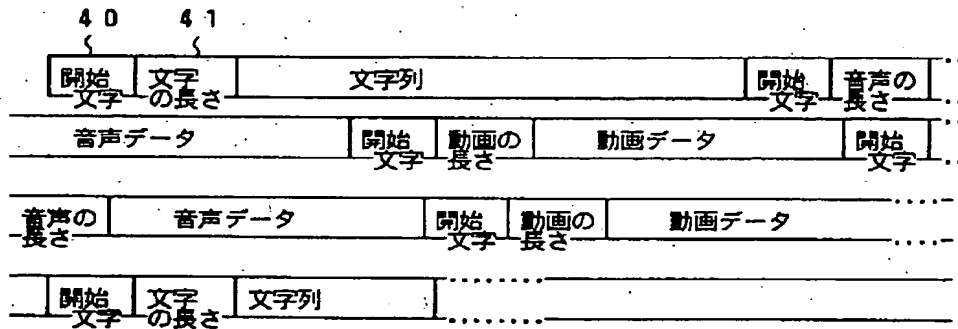 40 41
開始文字 文字の長さ 文字列 開始文字 音声の長さ
音声データ 開始文字 動画の長さ 動画データ 開始文字
音声の長さ 音声データ 開始文字 動画の長さ 動画データ
開始文字 文字の長さ 文字列